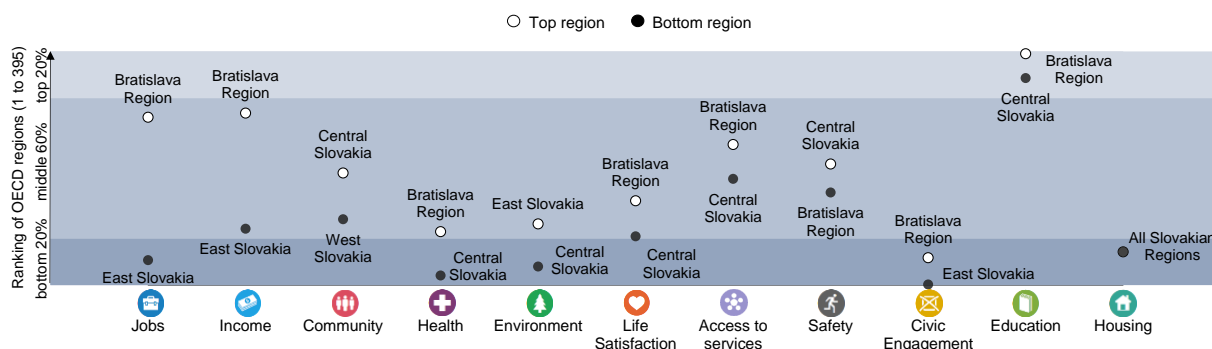 Top region
Bottom region
Ranking of OECD regions (1 to 395)
bottom 20%
middle 60%
top 20%
Bratislava
Region
East Slovakia
Bratislava
Region
East Slovakia
Central
Slovakia
West
Slovakia
Bratislava
Region
Central
Slovakia
East Slovakia
Central
Slovakia
Bratislava
Region
Central
Slovakia
Bratislava
Region
Central
Slovakia
Central
Slovakia
Bratislava
Region
Bratislava
Region
East Slovakia
Bratislava
Region
Central
Slovakia
All Slovakian
Regions
Jobs
Income
Community
Health
Environment
Life
Satisfaction
Access to
services
Safety
Civic
Engagement
Education
Housing